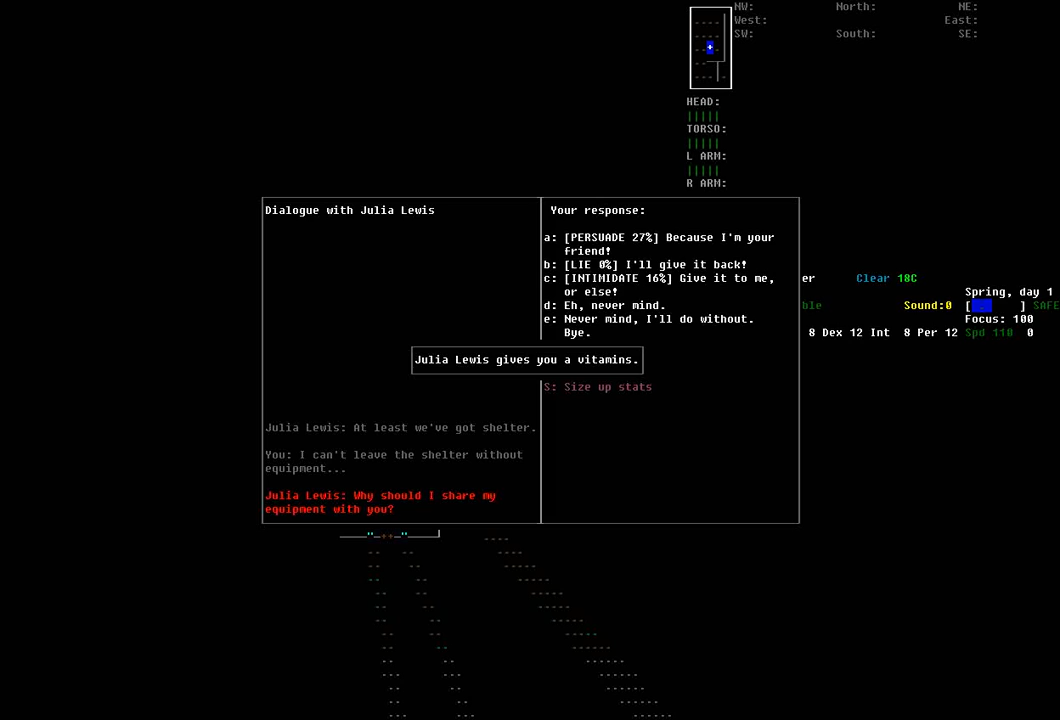 NW: North: NE:
West: East:
SW: South: SE:
HEAD:
|||||
TORSO:
|||||
L ARM:
|||||
R ARM:
Dialogue with Julia Lewis
Your response:
a: [PERSUADE 27%] Because I'm your
friend!
b: [LIE 0%] I'll give it back!
c: [INTIMIDATE 16%] Give it to me,
or else!
d: Eh, never mind.
e: Never mind, I'll do without.
Bye.
Julia Lewis gives you a vitamins.
S: Size up stats
Julia Lewis: At least we've got shelter.
You: I can't leave the shelter without
equipment...
Julia Lewis: Why should I share my
equipment with you?
er Clear 18C
Spring, day 1
ble Sound:0 [ ] SAFE
Focus: 100
8 Dex 12 Int 8 Per 12 Spd 110 0